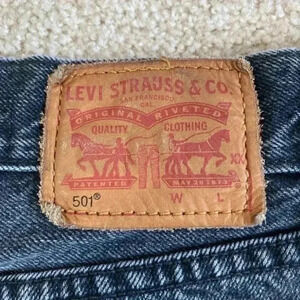 LEVI STRAUSS & CO.
SAN FRANCISCO
CAL.
ORIGINAL RIVETED
QUALITY CLOTHING
XX
PATENTED MAY 20 1873
501® W L